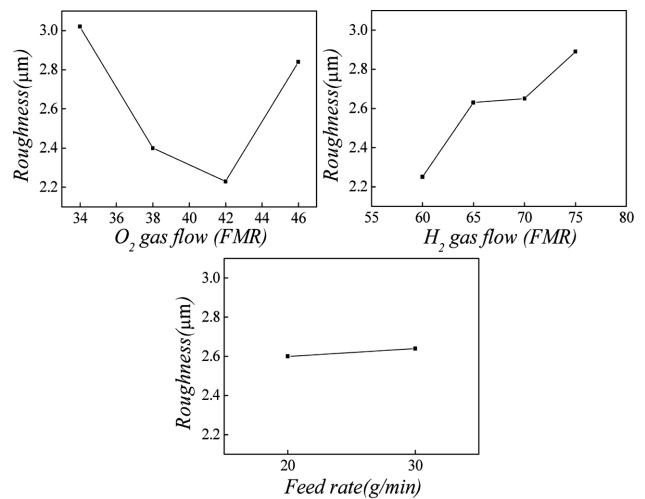 3.0
2.8
2.6
2.4
2.2
Roughness(μm)
34 36 38 40 42 44 46
O₂ gas flow (FMR)
3.0
2.8
2.6
2.4
2.2
Roughness(μm)
55 60 65 70 75 80
H₂ gas flow (FMR)
3.0
2.8
2.6
2.4
2.2
Roughness(μm)
20 30
Feed rate(g/min)